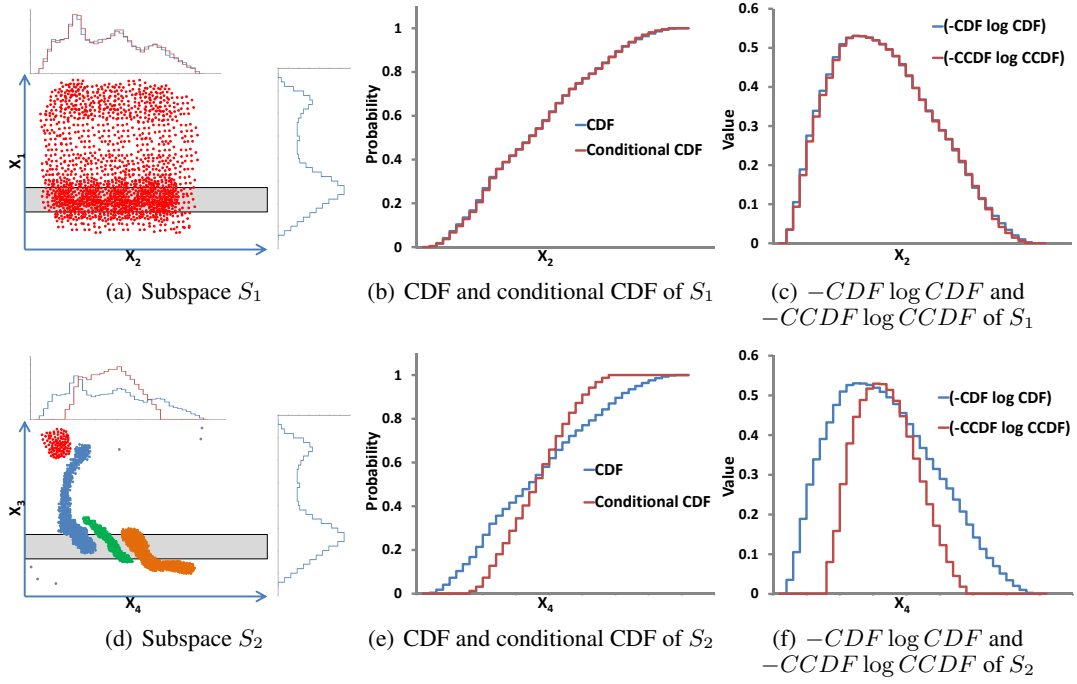 X₁
X₂
(a) Subspace S₁
Probability
1
0.8
0.6
0.4
0.2
0
CDF
Conditional CDF
X₂
(b) CDF and conditional CDF of S₁
Value
0.6
0.5
0.4
0.3
0.2
0.1
0
(-CDF log CDF)
(-CCDF log CCDF)
X₂
(c) −CDF log CDF and
−CCDF log CCDF of S₁
X₃
X₄
(d) Subspace S₂
Probability
1
0.8
0.6
0.4
0.2
0
CDF
Conditional CDF
X₄
(e) CDF and conditional CDF of S₂
Value
0.6
0.5
0.4
0.3
0.2
0.1
0
(-CDF log CDF)
(-CCDF log CCDF)
X₄
(f) −CDF log CDF and
−CCDF log CCDF of S₂